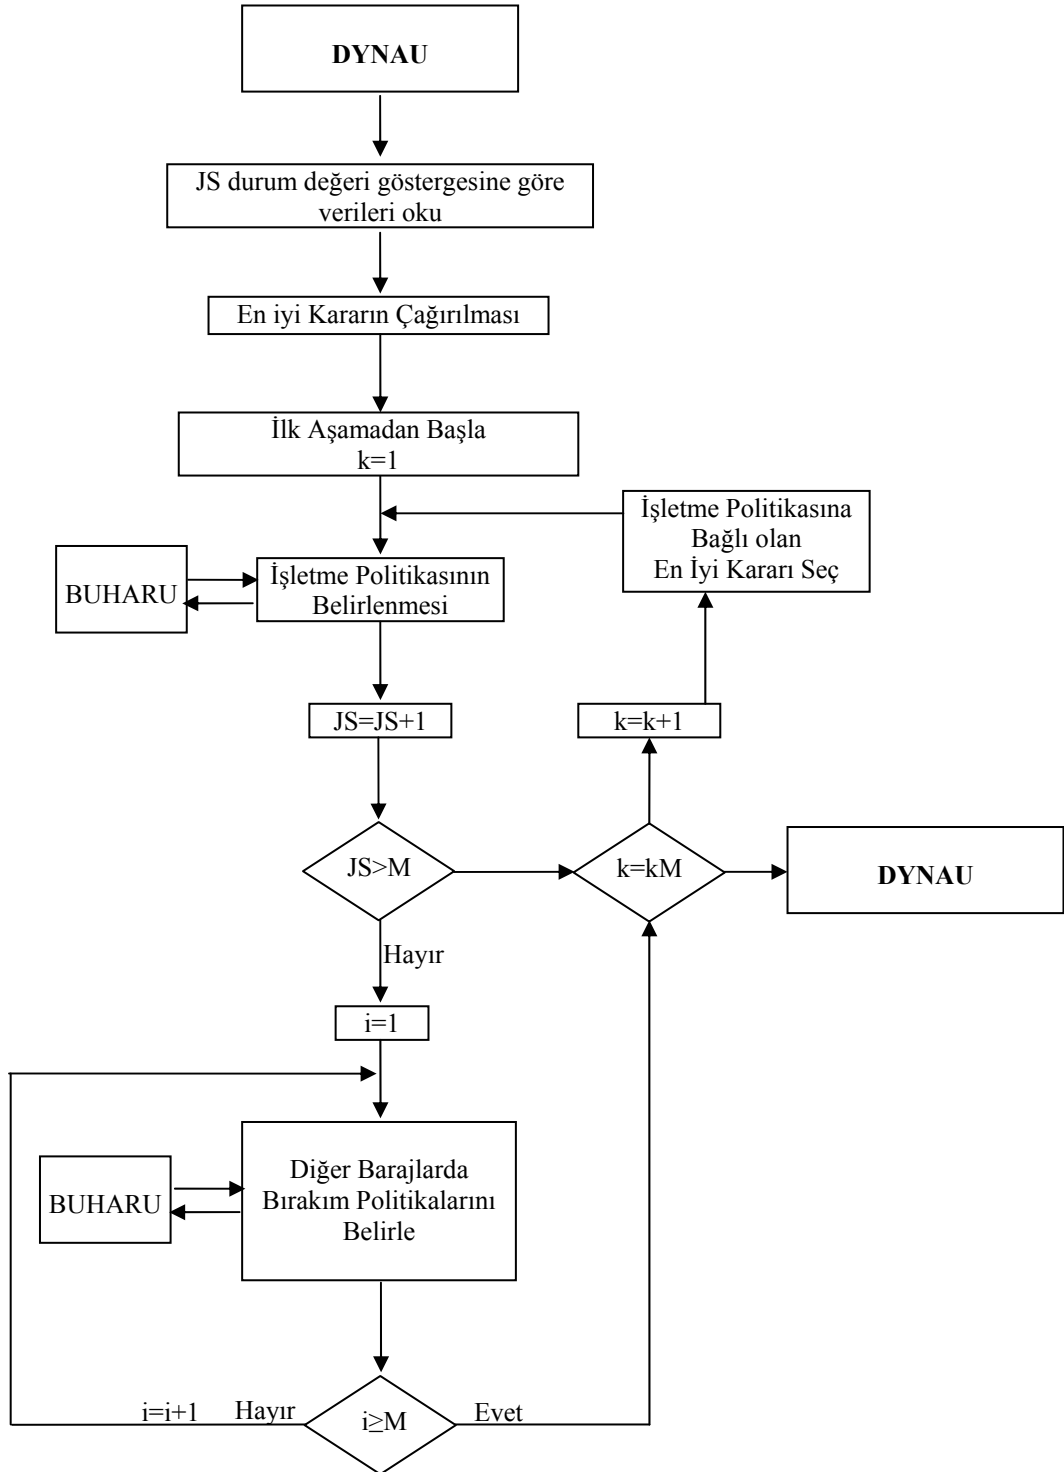 DYNAU
JS durum değeri göstergesine göre
verileri oku
En iyi Kararın Çağırılması
İlk Aşamadan Başla
k=1
İşletme Politikasına
Bağlı olan
En İyi Kararı Seç
BUHARU
İşletme Politikasının
Belirlenmesi
JS=JS+1
k=k+1
JS>M
k=kM
DYNAU
Hayır
i=1
Diğer Barajlarda
Bırakım Politikalarını
Belirle
BUHARU
i=i+1
Hayır
i≥M
Evet